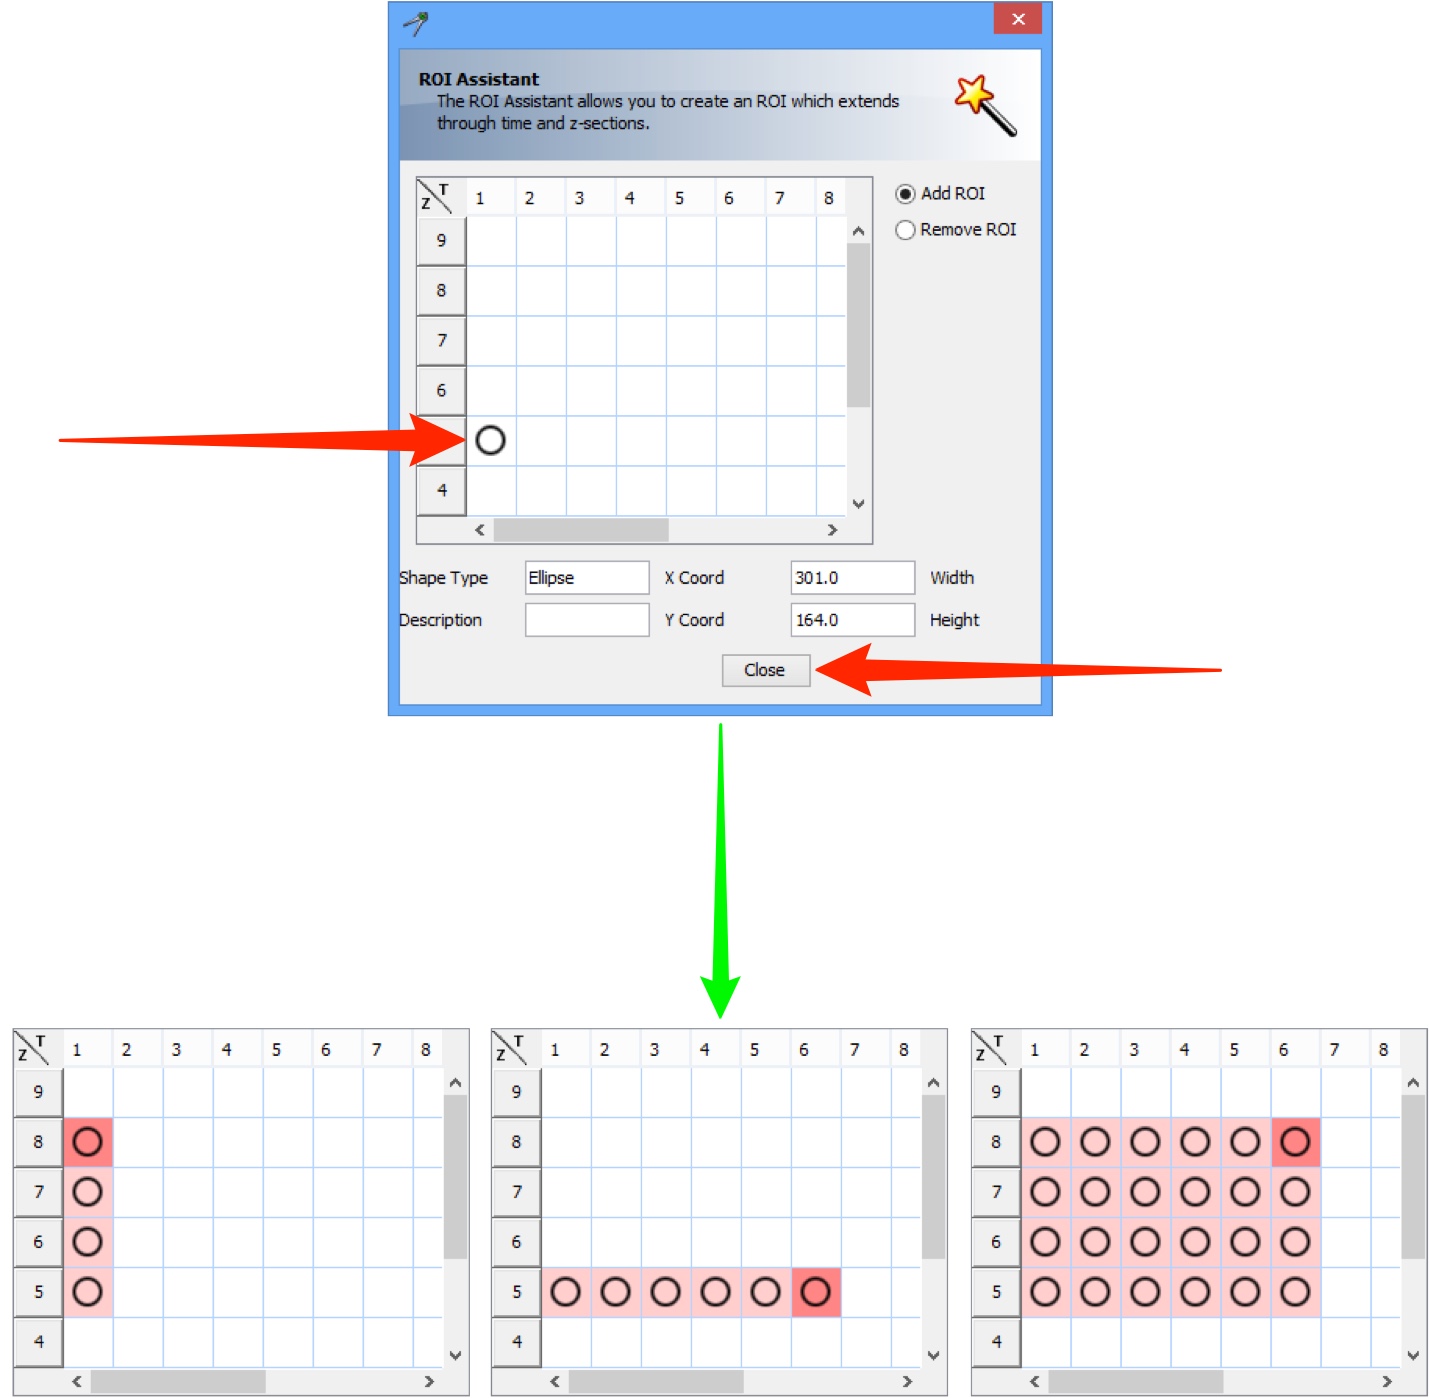 ROI Assistant
The ROI Assistant allows you to create an ROI which extends
through time and z-sections.
T
Z
1 2 3 4 5 6 7 8
Add ROI
Remove ROI
9
8
7
6
4
Shape Type Ellipse X Coord 301.0 Width
Description Y Coord 164.0 Height
Close
T
Z
1 2 3 4 5 6 7 8
9
8
7
6
5
4
T
Z
1 2 3 4 5 6 7 8
9
8
7
6
5
4
T
Z
1 2 3 4 5 6 7 8
9
8
7
6
5
4